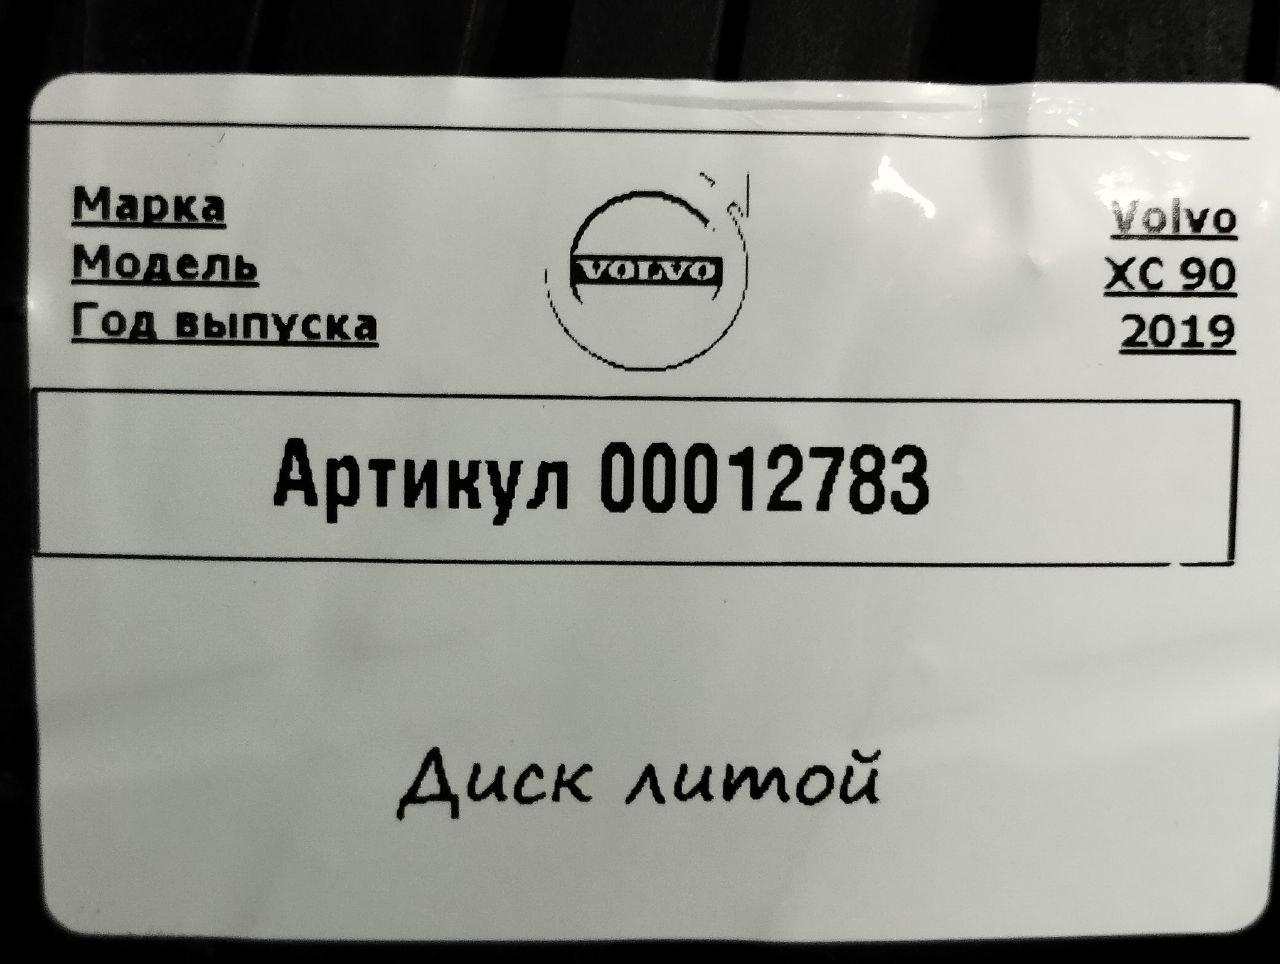 Марка
Volvo
VOLVO
Модель
XC 90
Год выпуска
2019
Артикул 00012783
Диск литой